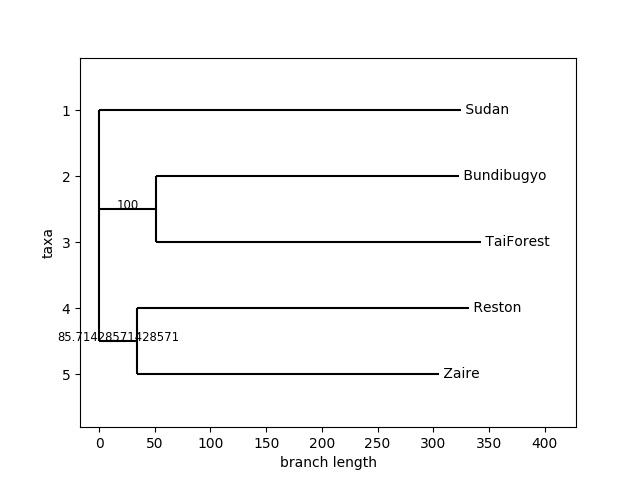 1
Sudan
2
Bundibugyo
100
3
TaiForest
taxa
4
Reston
85.71428571428571
5
Zaire
0 50 100 150 200 250 300 350 400
branch length